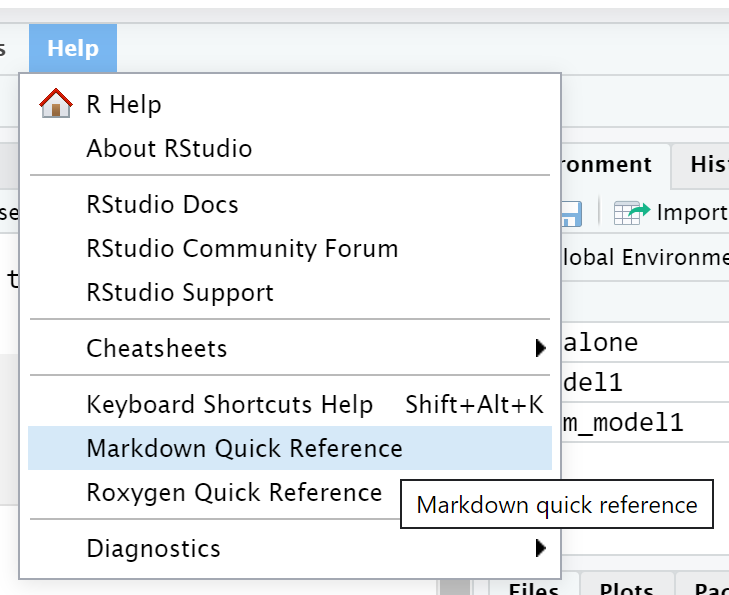 Help
R Help
About RStudio
ronment His
RStudio Docs
se
Import
RStudio Community Forum
lobal Environme
t
RStudio Support
Cheatsheets
alone
del1
Keyboard Shortcuts Help Shift+Alt+K
m_model1
Markdown Quick Reference
Roxygen Quick Reference
Markdown quick reference
Diagnostics
Files Plots Pac